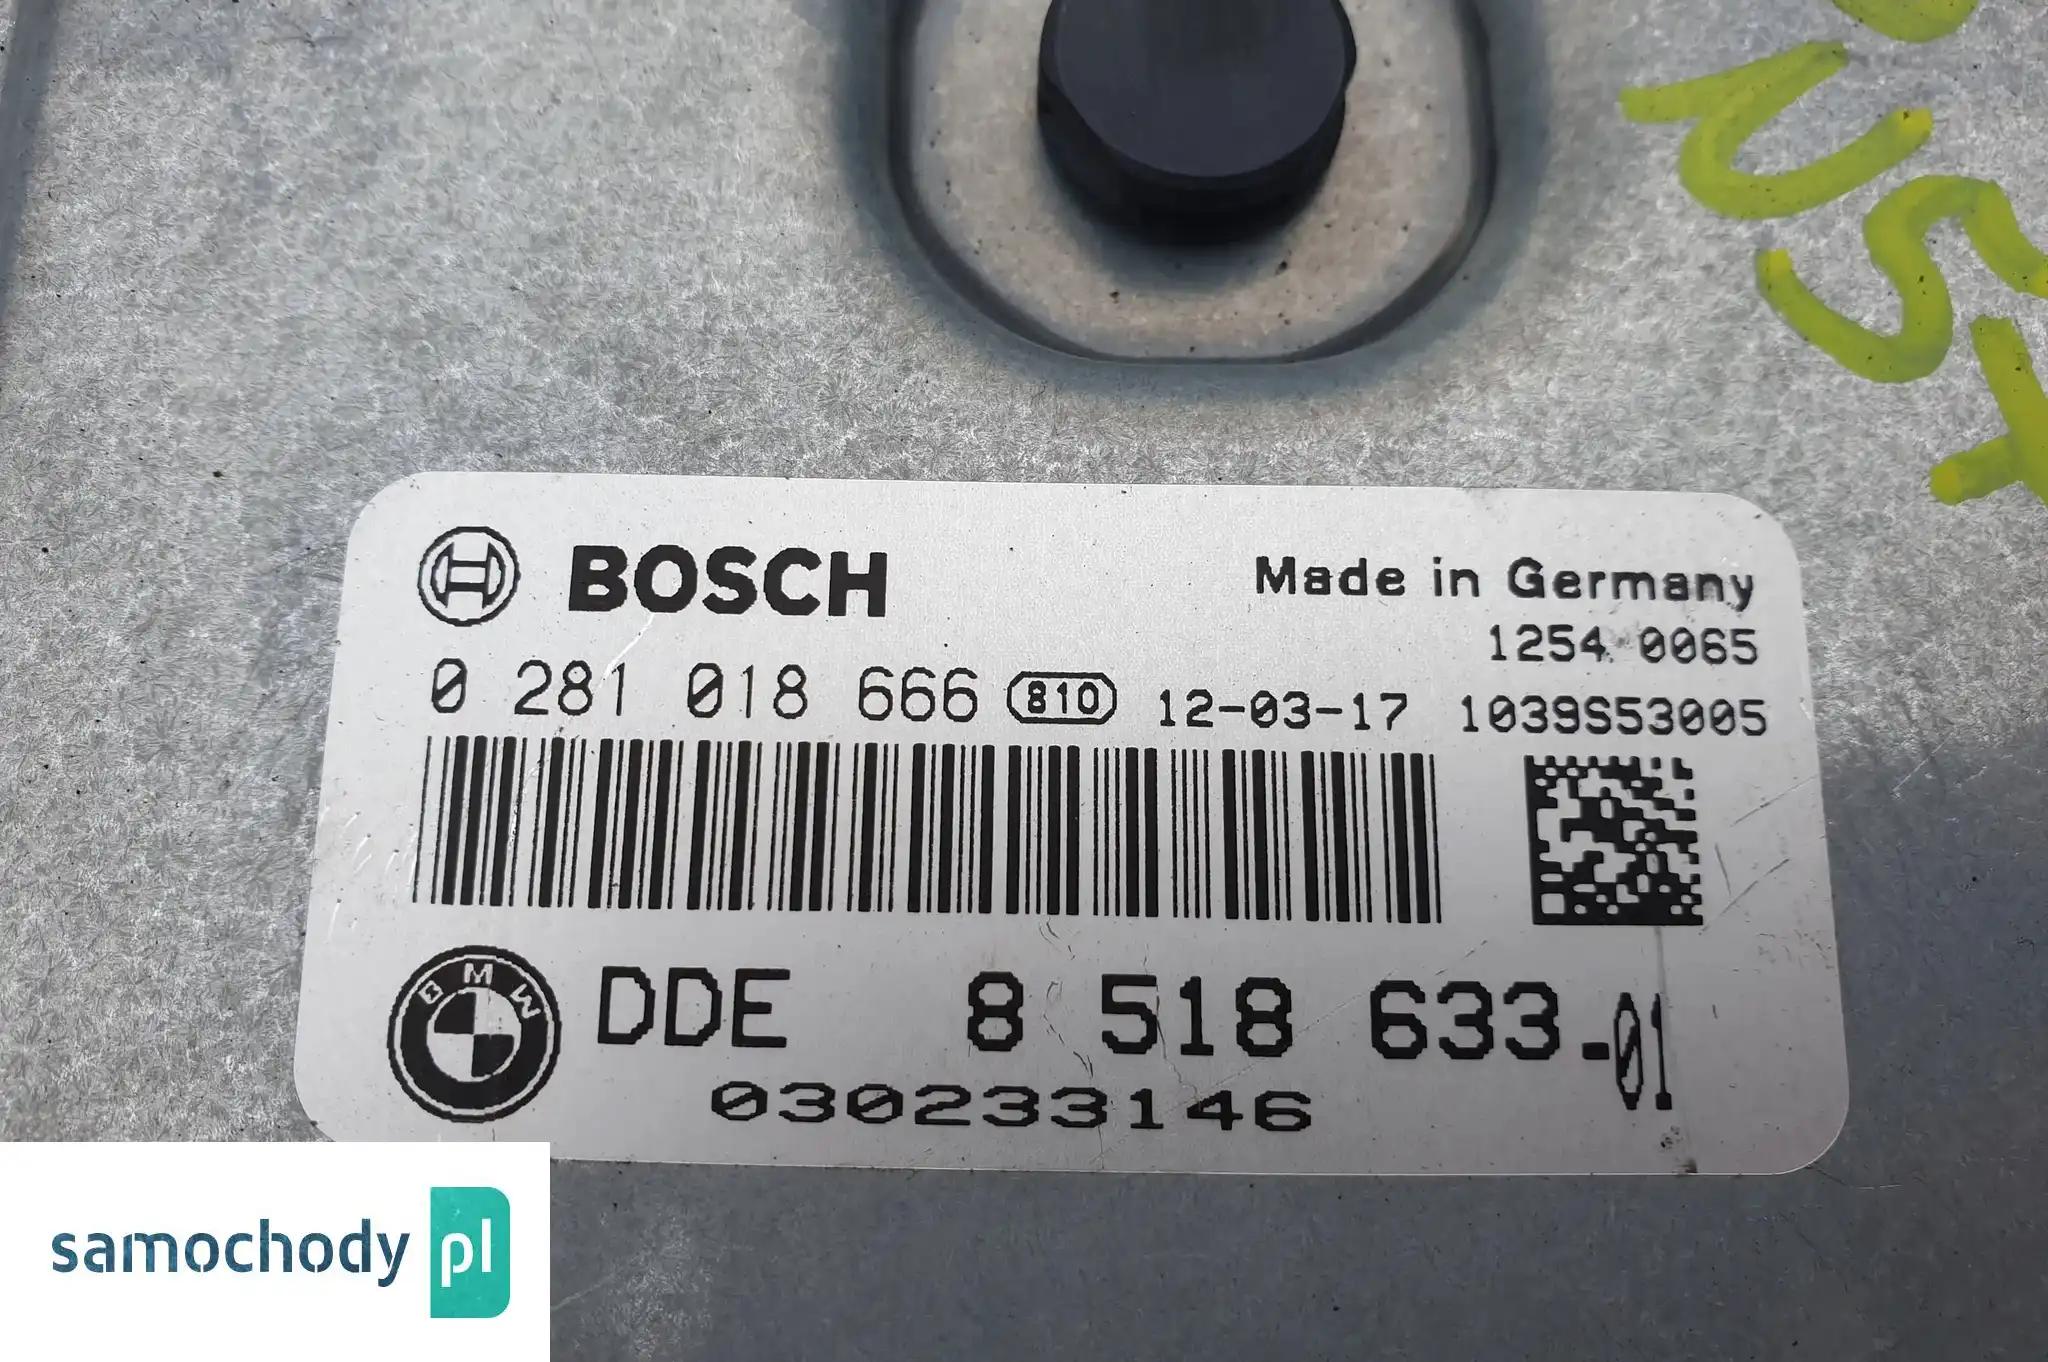 BOSCH
Made in Germany
1254 0065
0 281 018 666 810 12-03-17 1039S53005
BMW DDE 8 518 633.01
030233146
samochody pl